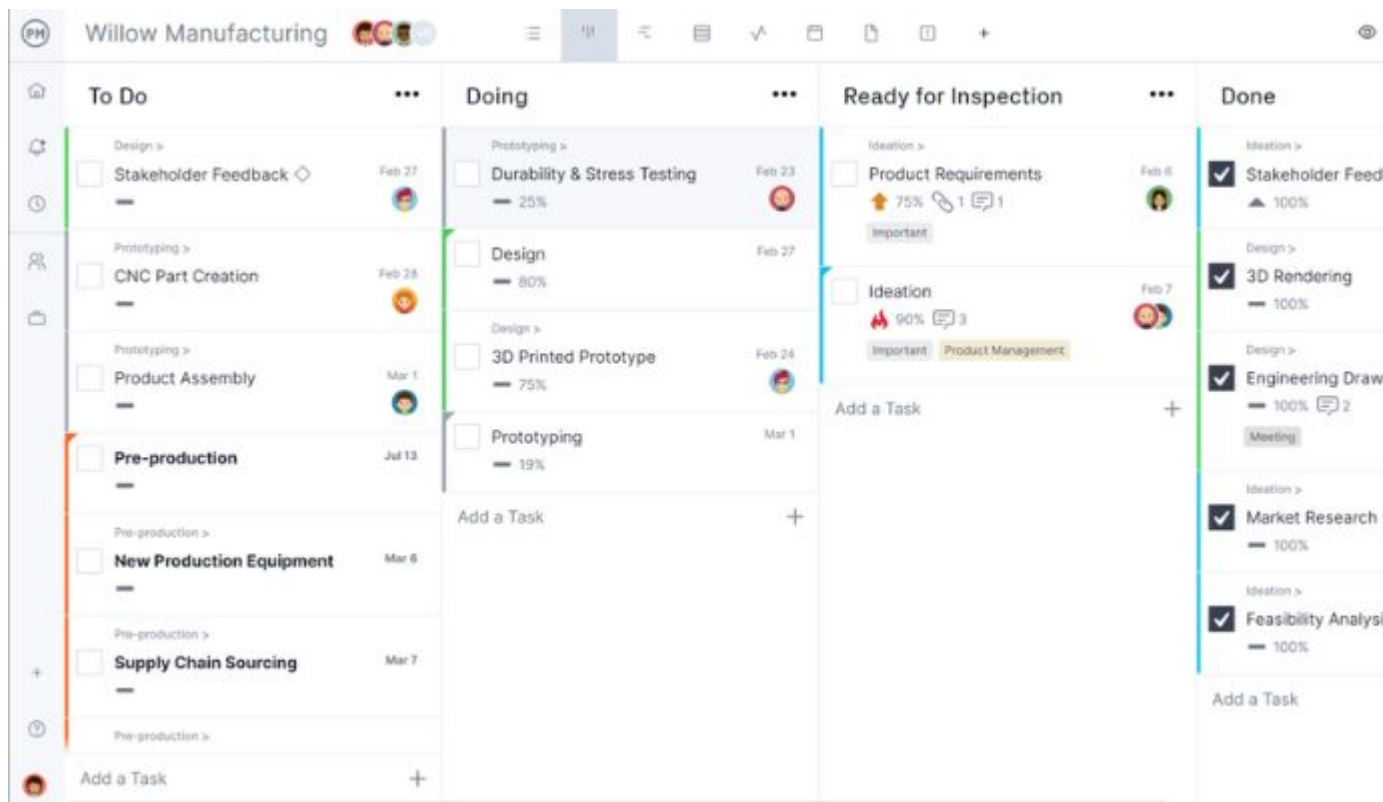 PM
Willow Manufacturing
To Do
Design >
Stakeholder Feedback
Feb 27
Prototyping >
CNC Part Creation
Feb 28
Prototyping >
Product Assembly
Mar 1
Pre-production
Jul 13
Pre-production >
New Production Equipment
Mar 6
Pre-production >
Supply Chain Sourcing
Mar 7
Pre-production >
Add a Task
Doing
Prototyping >
Durability & Stress Testing
Feb 23
25%
Design
Feb 27
80%
Design >
3D Printed Prototype
Feb 24
75%
Prototyping
Mar 1
19%
Add a Task
Ready for Inspection
Ideation >
Product Requirements
Feb 6
75% 1 1
Important
Ideation
Feb 7
90% 3
Important Product Management
Add a Task
Done
Ideation >
Stakeholder Feed
100%
Design >
3D Rendering
100%
Design >
Engineering Draw
100% 2
Meeting
Ideation >
Market Research
100%
Ideation >
Feasibility Analysi
100%
Add a Task